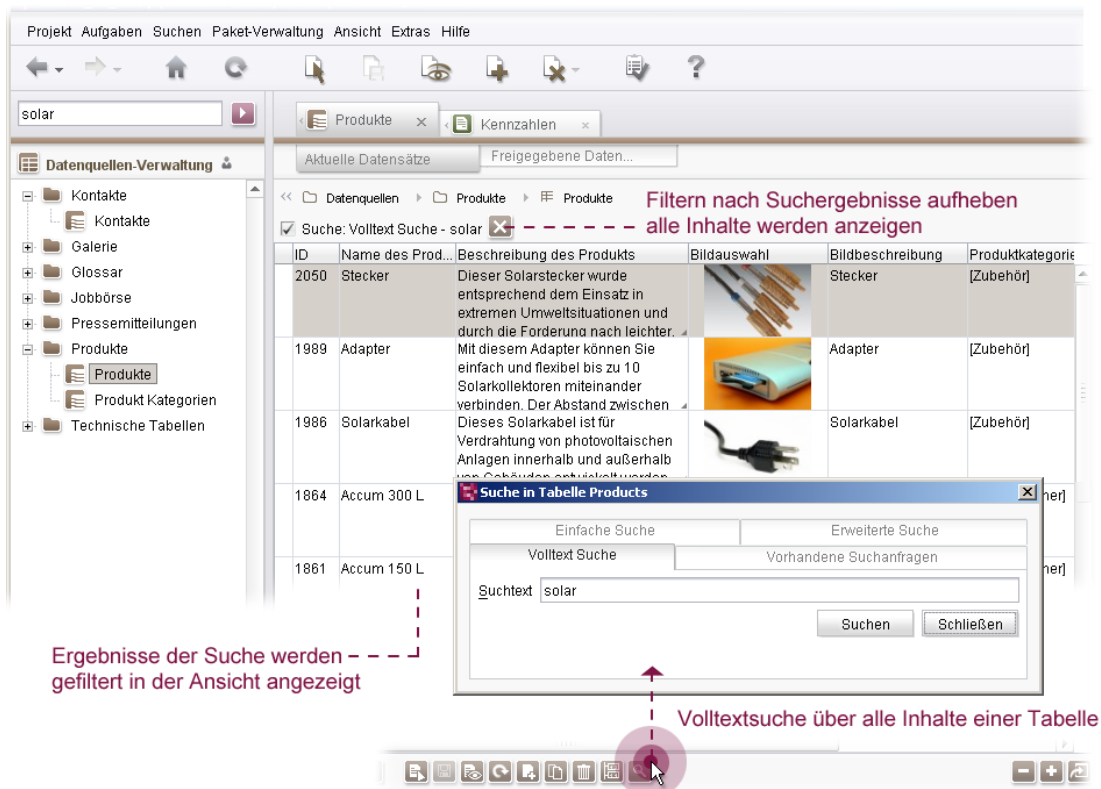 Projekt Aufgaben Suchen Paket-Verwaltung Ansicht Extras Hilfe
solar
Produkte
Kennzahlen
Datenquellen-Verwaltung
Aktuelle Datensätze
Freigegebene Daten...
Kontakte
Kontakte
Galerie
Glossar
Jobbörse
Pressemitteilungen
Produkte
Produkte
Produkt Kategorien
Technische Tabellen
Datenquellen Produkte Produkte
Filtern nach Suchergebnisse aufheben
alle Inhalte werden anzeigen
Suche: Volltext Suche - solar
ID Name des Prod... Beschreibung des Produkts Bildauswahl Bildbeschreibung Produktkategorie
2050 Stecker Dieser Solarstecker wurde Stecker [Zubehör]
entsprechend dem Einsatz in
extremen Umweltsituationen und
durch die Forderung nach leichter.
1989 Adapter Mit diesem Adapter können Sie Adapter [Zubehör]
einfach und flexibel bis zu 10
Solarkollektoren miteinander
verbinden. Der Abstand zwischen
1986 Solarkabel Dieses Solarkabel ist für Solarkabel [Zubehör]
Verdrahtung von photovoltaischen
Anlagen innerhalb und außerhalb
von Gebäuden entwickelt worden
1864 Accum 300 L her]
1861 Accum 150 L her]
Suche in Tabelle Products
Einfache Suche Erweiterte Suche
Volltext Suche Vorhandene Suchanfragen
Suchtext solar
Suchen Schließen
Ergebnisse der Suche werden
gefiltert in der Ansicht angezeigt
Volltextsuche über alle Inhalte einer Tabelle